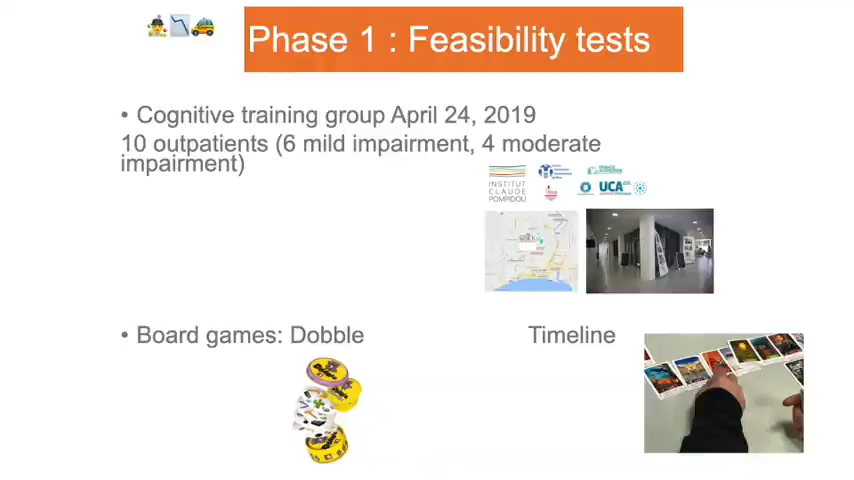 Phase 1 : Feasibility tests
• Cognitive training group April 24, 2019
10 outpatients (6 mild impairment, 4 moderate
impairment)
INSTITUT
CLAUDE
POMPIDOU
UCA
• Board games: Dobble
Timeline